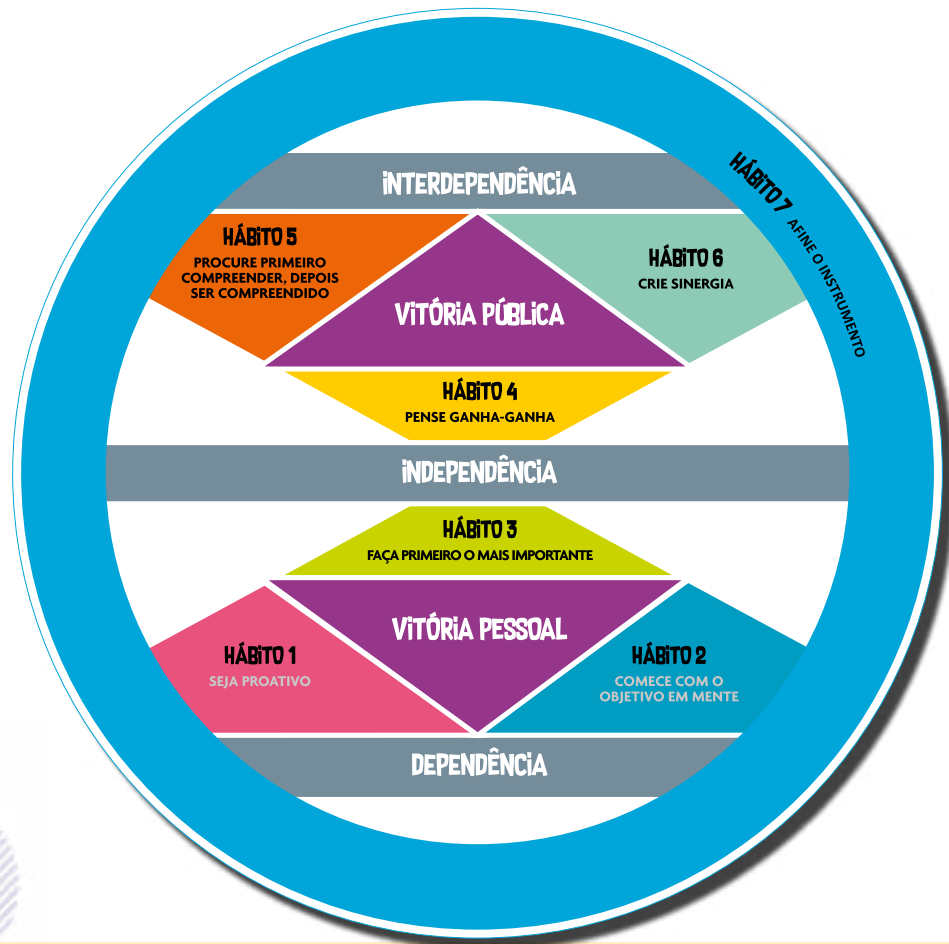 INTERDEPENDÊNCIA
HÁBITO 5
PROCURE PRIMEIRO
COMPREENDER, DEPOIS
SER COMPREENDIDO
HÁBITO 6
CRIE SINERGIA
HÁBITO 7 AFINE O INSTRUMENTO
VITÓRIA PÚBLICA
HÁBITO 4
PENSE GANHA-GANHA
INDEPENDÊNCIA
HÁBITO 3
FAÇA PRIMEIRO O MAIS IMPORTANTE
VITÓRIA PESSOAL
HÁBITO 1
SEJA PROATIVO
HÁBITO 2
COMECE COM O
OBJETIVO EM MENTE
DEPENDÊNCIA